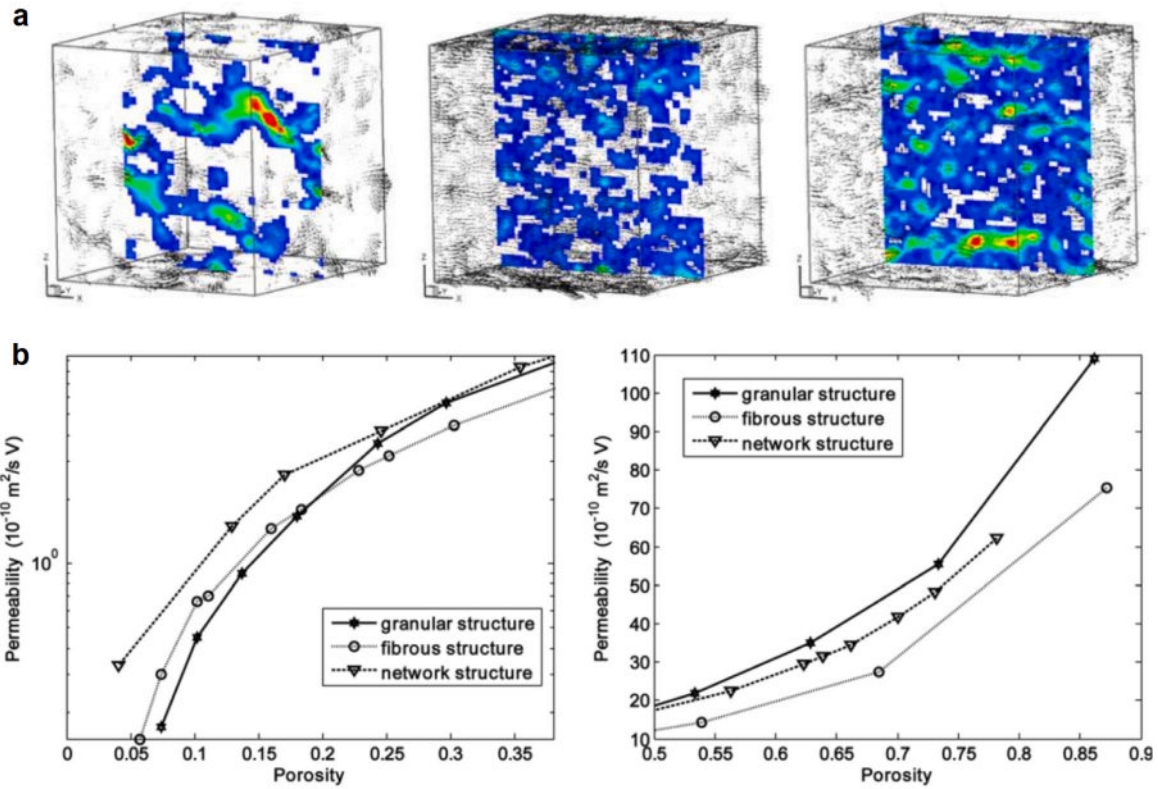 a
z
Y
X
z
Y
X
z
Y
X
b
Permeability (10⁻¹⁰ m²/s V)
10⁰
granular structure
fibrous structure
network structure
0 0.05 0.1 0.15 0.2 0.25 0.3 0.35
Porosity
Permeability (10⁻¹⁰ m²/s V)
110
100
90
80
70
60
50
40
30
20
10
granular structure
fibrous structure
network structure
0.5 0.55 0.6 0.65 0.7 0.75 0.8 0.85 0.9
Porosity